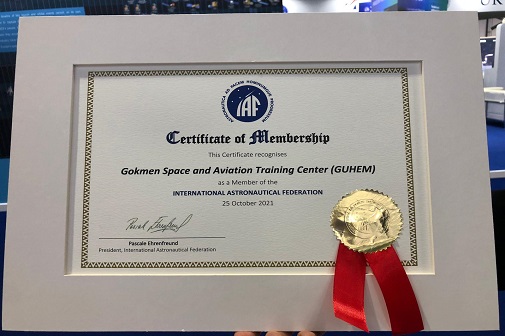 IAF
Certificate of Membership
This Certificate recognises
Gokmen Space and Aviation Training Center (GUHEM)
as a Member of the
INTERNATIONAL ASTRONAUTICAL FEDERATION
25 October 2021
Pascale Ehrenfreund
President, International Astronautical Federation